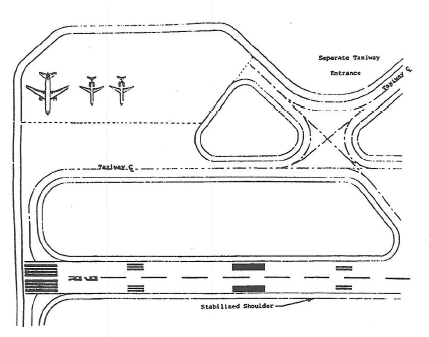 Separate Taxiway
Entrance
Taxiway ℄
Taxiway ℄
Stabilized Shoulder